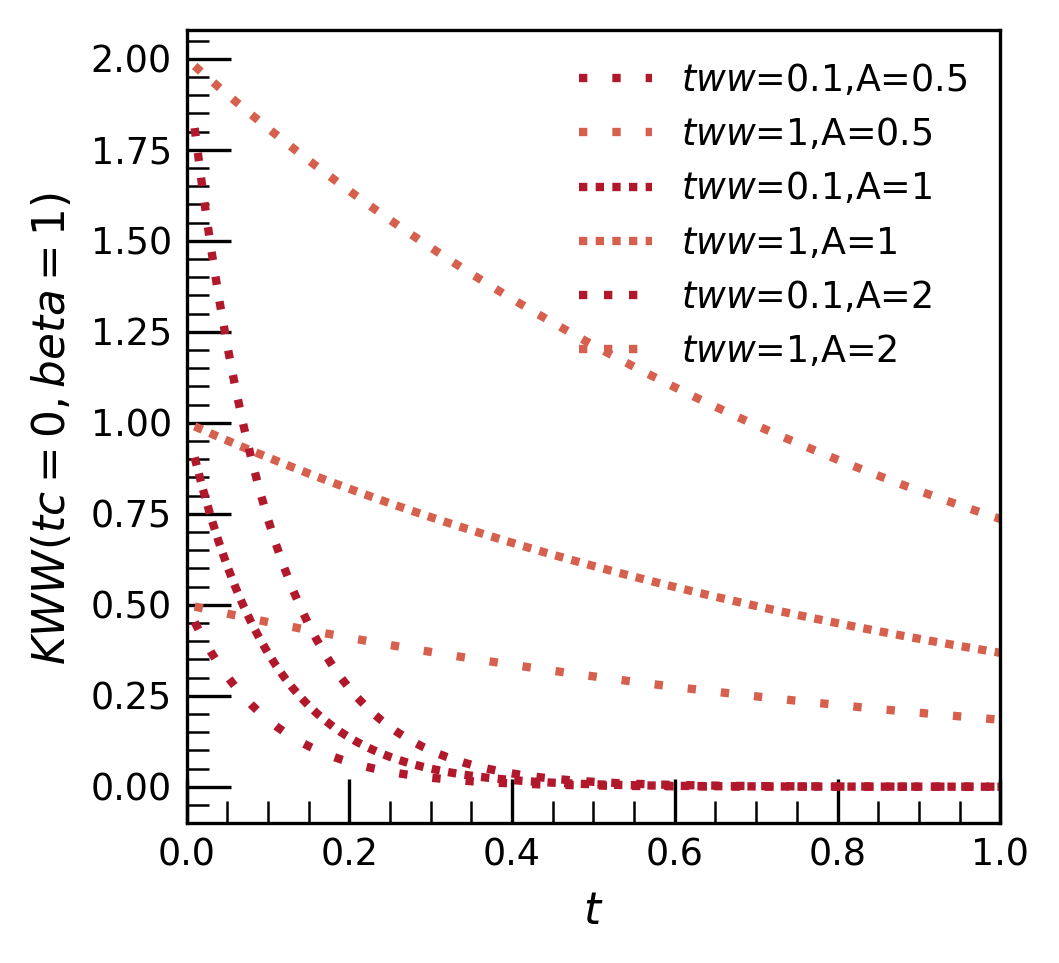 2.00
1.75
1.50
1.25
1.00
0.75
0.50
0.25
0.00
KWW(tc = 0, beta = 1)
tww=0.1,A=0.5
tww=1,A=0.5
tww=0.1,A=1
tww=1,A=1
tww=0.1,A=2
tww=1,A=2
0.0 0.2 0.4 0.6 0.8 1.0
t